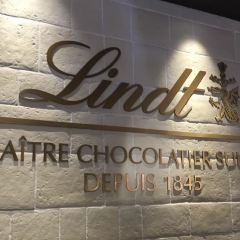 Lindt
AÎTRE CHOCOLATIER SUI
DEPUIS 1845